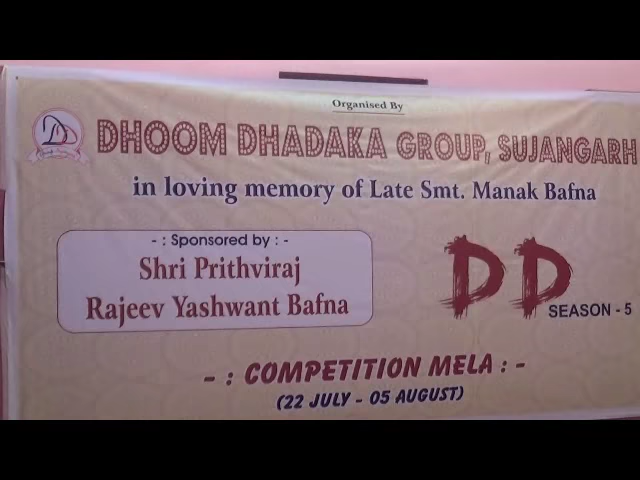 Organised By
DHOOM DHADAKA GROUP, SUJANGARH
in loving memory of Late Smt. Manak Bafna
- : Sponsored by : -
Shri Prithviraj
Rajeev Yashwant Bafna
DD
SEASON - 5
- : COMPETITION MELA : -
(22 JULY - 05 AUGUST)